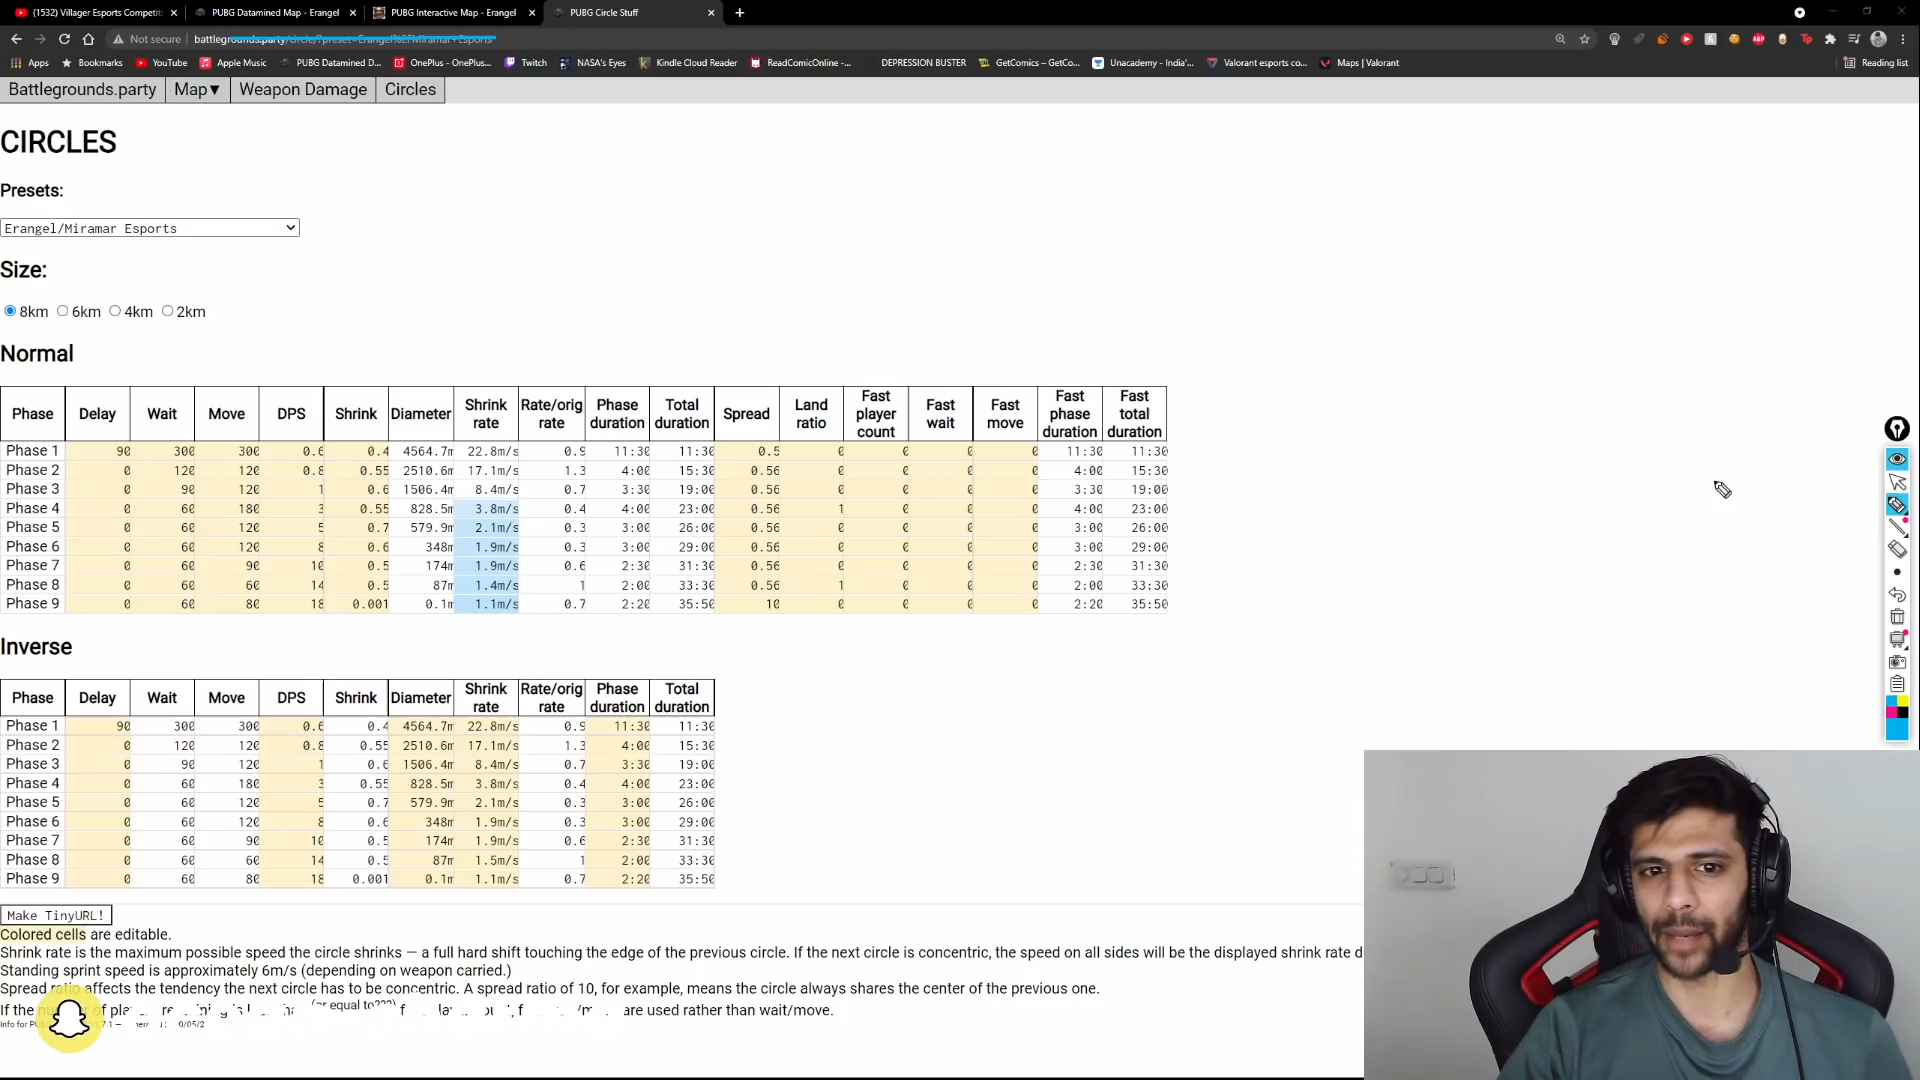 (1532) Villager Esports Competiti
PUBG Datamined Map - Erangel
PUBG Interactive Map - Erangel
PUBG Circle Stuff
Not secure
Apps Bookmarks YouTube Apple Music PUBG Datamined D... OnePlus - OnePlus... Twitch NASA's Eyes Kindle Cloud Reader ReadComicOnline -... DEPRESSION BUSTER GetComics – GetCo... Unacademy - India'... Valorant esports co... Maps | Valorant Reading list
Battlegrounds.party Map▼ Weapon Damage Circles
CIRCLES
Presets:
Erangel/Miramar Esports
Size:
8km 6km 4km 2km
Normal
Phase Delay Wait Move DPS Shrink Diameter Shrink rate Rate/orig rate Phase duration Total duration Spread Land ratio Fast player count Fast wait Fast move Fast phase duration Fast total duration
Phase 1 90 300 300 0.6 0.4 4564.7m 22.8m/s 0.9 11:30 11:30 0.5 0 0 0 0 11:30 11:30
Phase 2 0 120 120 0.8 0.55 2510.6m 17.1m/s 1.3 4:00 15:30 0.56 0 0 0 0 4:00 15:30
Phase 3 0 90 120 1 0.6 1506.4m 8.4m/s 0.7 3:30 19:00 0.56 0 0 0 0 3:30 19:00
Phase 4 0 60 180 3 0.55 828.5m 3.8m/s 0.4 4:00 23:00 0.56 1 0 0 0 4:00 23:00
Phase 5 0 60 120 5 0.7 579.9m 2.1m/s 0.3 3:00 26:00 0.56 0 0 0 0 3:00 26:00
Phase 6 0 60 120 8 0.6 348m 1.9m/s 0.3 3:00 29:00 0.56 0 0 0 0 3:00 29:00
Phase 7 0 60 90 10 0.5 174m 1.9m/s 0.6 2:30 31:30 0.56 0 0 0 0 2:30 31:30
Phase 8 0 60 60 14 0.5 87m 1.4m/s 1 2:00 33:30 0.56 1 0 0 0 2:00 33:30
Phase 9 0 60 80 18 0.001 0.1m 1.1m/s 0.7 2:20 35:50 10 0 0 0 0 2:20 35:50
Inverse
Phase Delay Wait Move DPS Shrink Diameter Shrink rate Rate/orig rate Phase duration Total duration
Phase 1 90 300 300 0.6 0.4 4564.7m 22.8m/s 0.9 11:30 11:30
Phase 2 0 120 120 0.8 0.55 2510.6m 17.1m/s 1.3 4:00 15:30
Phase 3 0 90 120 1 0.6 1506.4m 8.4m/s 0.7 3:30 19:00
Phase 4 0 60 180 3 0.55 828.5m 3.8m/s 0.4 4:00 23:00
Phase 5 0 60 120 5 0.7 579.9m 2.1m/s 0.3 3:00 26:00
Phase 6 0 60 120 8 0.6 348m 1.9m/s 0.3 3:00 29:00
Phase 7 0 60 90 10 0.5 174m 1.9m/s 0.6 2:30 31:30
Phase 8 0 60 60 14 0.5 87m 1.5m/s 1 2:00 33:30
Phase 9 0 60 80 18 0.001 0.1m 1.1m/s 0.7 2:20 35:50
Make TinyURL!
Colored cells are editable.
Shrink rate is the maximum possible speed the circle shrinks — a full hard shift touching the edge of the previous circle. If the next circle is concentric, the speed on all sides will be the displayed shrink rate d
Standing sprint speed is approximately 6m/s (depending on weapon carried.)
Spread ratio affects the tendency the next circle has to be concentric. A spread ratio of 10, for example, means the circle always shares the center of the previous one.
If the of (or equal to???) are used rather than wait/move.
Info for